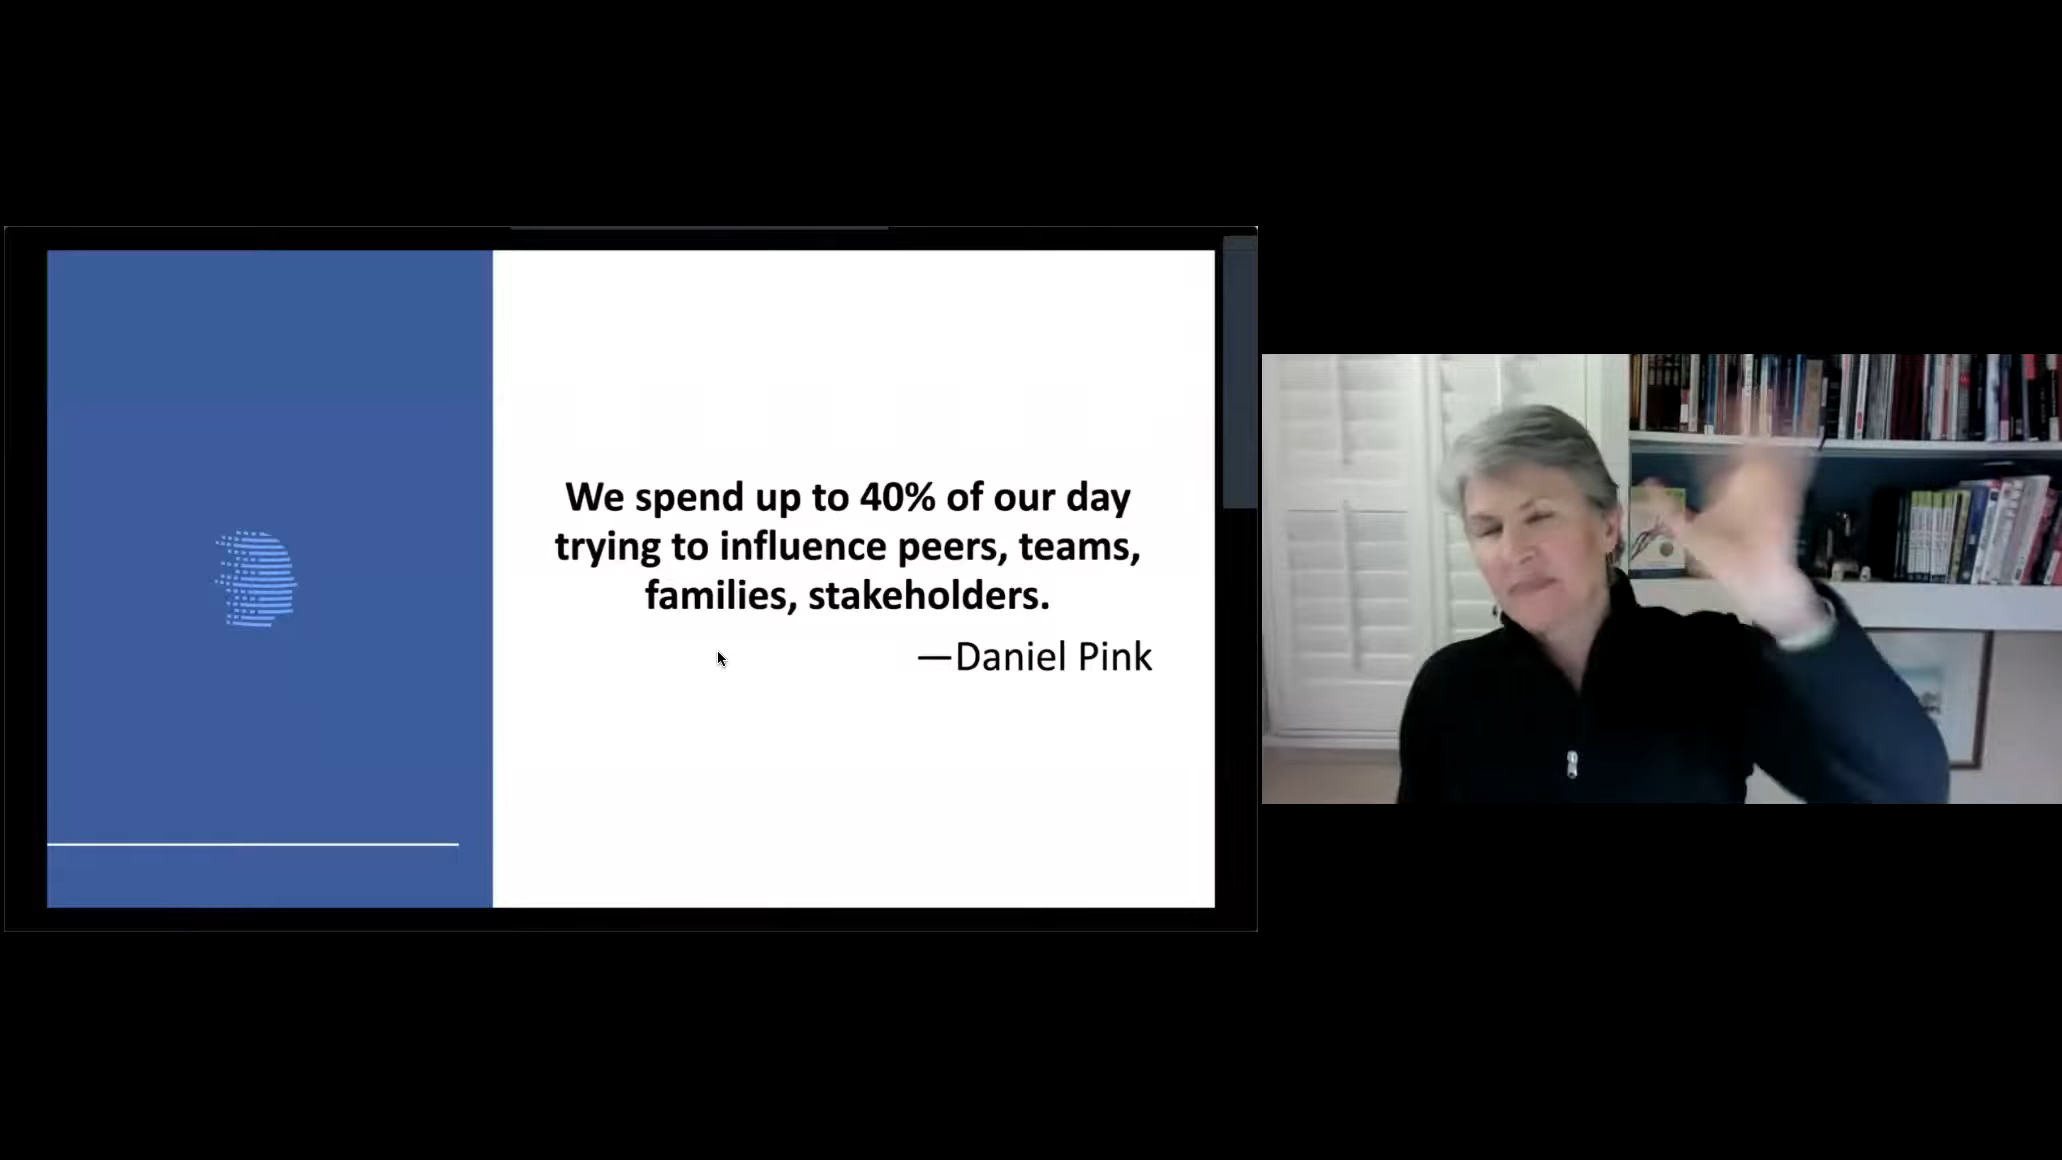 We spend up to 40% of our day
trying to influence peers, teams,
families, stakeholders.
—Daniel Pink